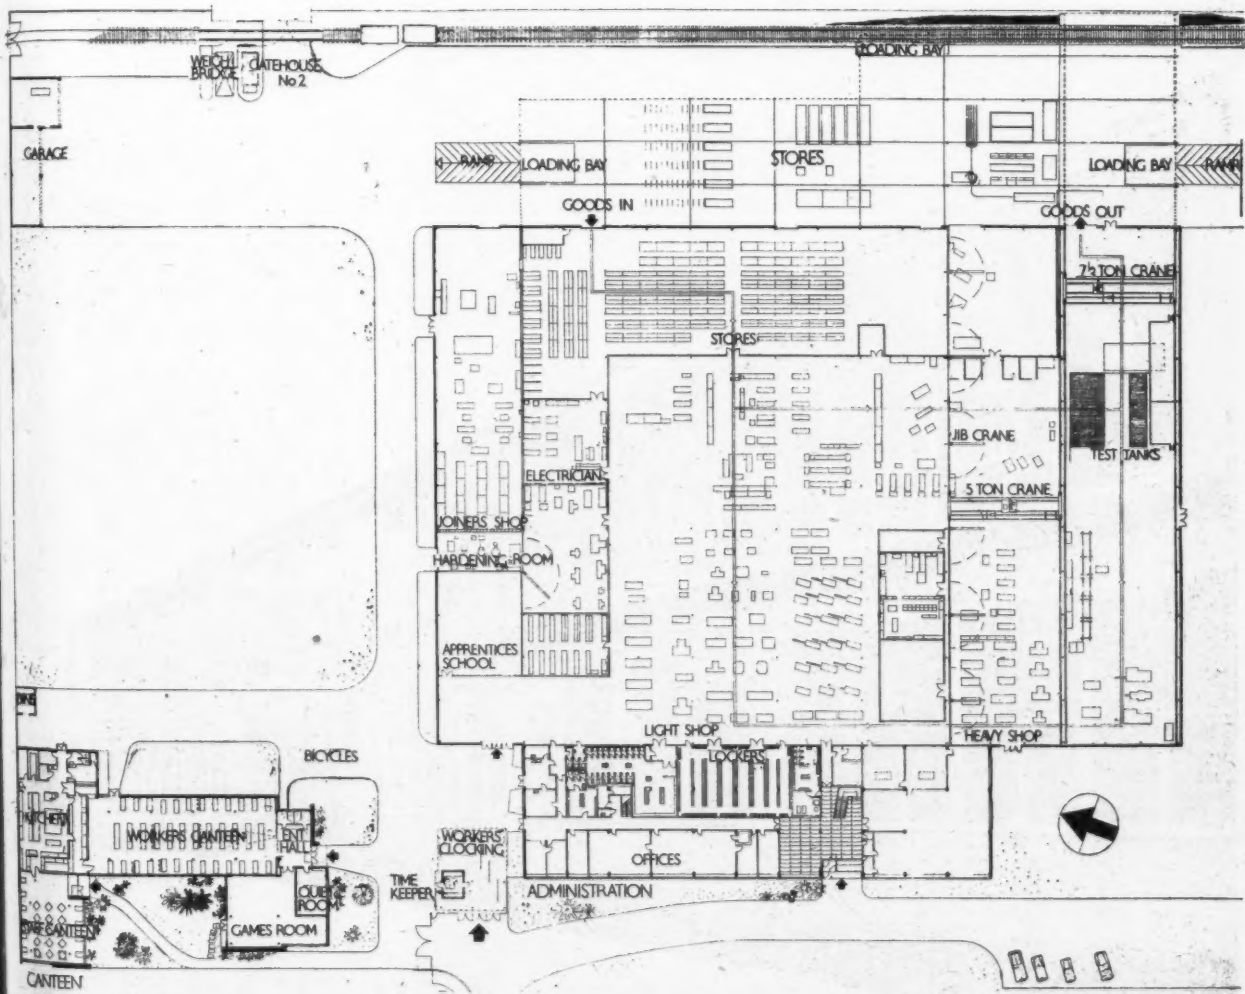 WEIGH
BRIDGE
GATEHOUSE
No 2
LOADING BAY
GARAGE
RAMP
LOADING BAY
STORES
LOADING BAY
RAMP
GOODS IN
GOODS OUT
7½ TON CRANE
STORES
JIB CRANE
TEST TANKS
ELECTRICIAN
5 TON CRANE
JOINERS SHOP
HARDENING ROOM
APPRENTICES
SCHOOL
LIGHT SHOP
HEAVY SHOP
BICYCLES
LOCKERS
KITCHEN
WORKERS CANTEEN
ENT.
HALL
WORKERS'
CLOCKING
OFFICES
TIME
KEEPER
ADMINISTRATION
QUIET
ROOM
GAMES ROOM
CANTEEN
CANTEEN